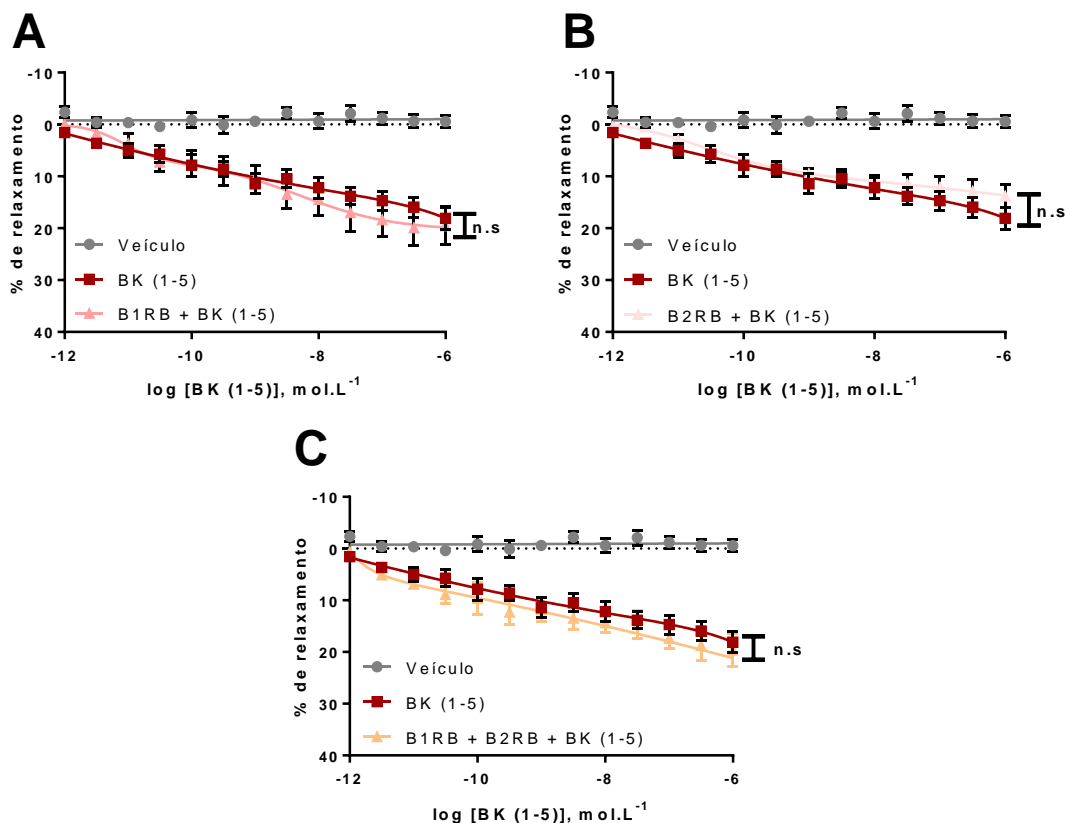 A
% de relaxamento
-10
0
10
20
30
40
-12
-10
-8
-6
log [BK (1-5)], mol.L-1
Veículo
BK (1-5)
B1RB + BK (1-5)
n.s
B
% de relaxamento
-10
0
10
20
30
40
-12
-10
-8
-6
log [BK (1-5)], mol.L-1
Veículo
BK (1-5)
B2RB + BK (1-5)
n.s
C
% de relaxamento
-10
0
10
20
30
40
-12
-10
-8
-6
log [BK (1-5)], mol.L-1
Veículo
BK (1-5)
B1RB + B2RB + BK (1-5)
n.s